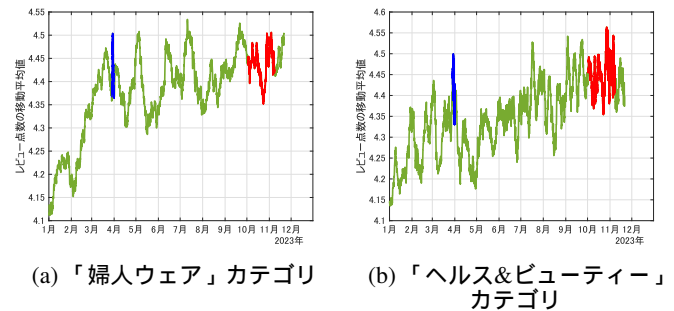 4.55
4.5
4.45
4.4
4.35
4.3
4.25
4.2
4.15
4.1
レビュー点数の移動平均値
1月 2月 3月 4月 5月 6月 7月 8月 9月 10月 11月 12月
2023年
(a) 「婦人ウェア」カテゴリ
4.6
4.55
4.5
4.45
4.4
4.35
4.3
4.25
4.2
4.15
4.1
レビュー点数の移動平均値
1月 2月 3月 4月 5月 6月 7月 8月 9月 10月 11月 12月
2023年
(b) 「ヘルス&ビューティー」
カテゴリ